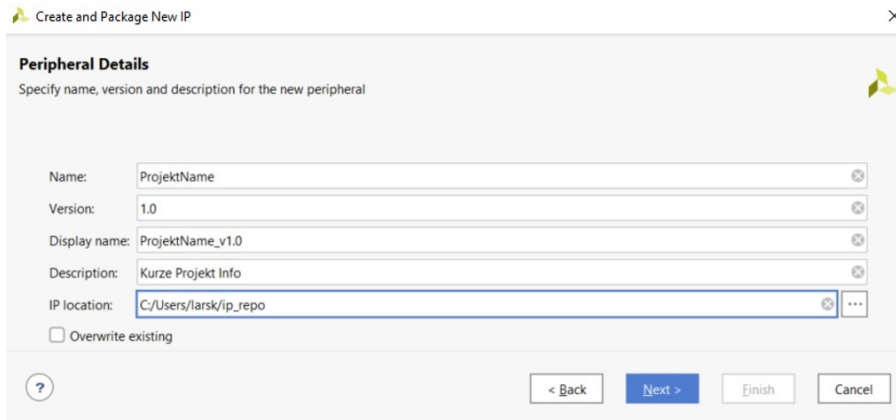 Create and Package New IP
Peripheral Details
Specify name, version and description for the new peripheral
Name: ProjektName
Version: 1.0
Display name: ProjektName_v1.0
Description: Kurze Projekt Info
IP location: C:/Users/larsk/ip_repo ...
Overwrite existing
? < Back Next > Finish Cancel